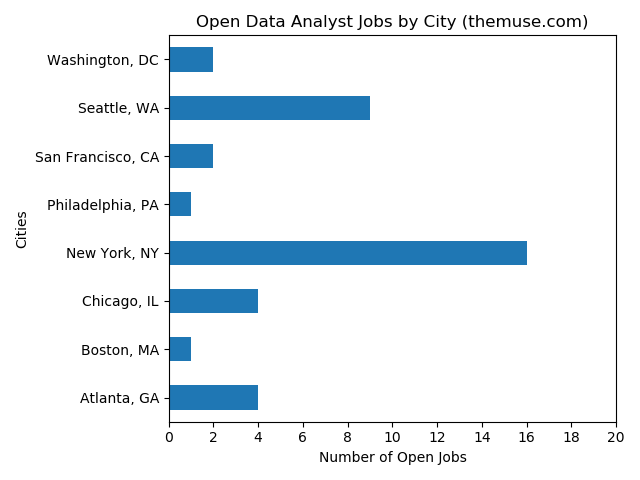 Open Data Analyst Jobs by City (themuse.com)
Washington, DC
Seattle, WA
San Francisco, CA
Philadelphia, PA
New York, NY
Chicago, IL
Boston, MA
Atlanta, GA
Cities
0 2 4 6 8 10 12 14 16 18 20
Number of Open Jobs